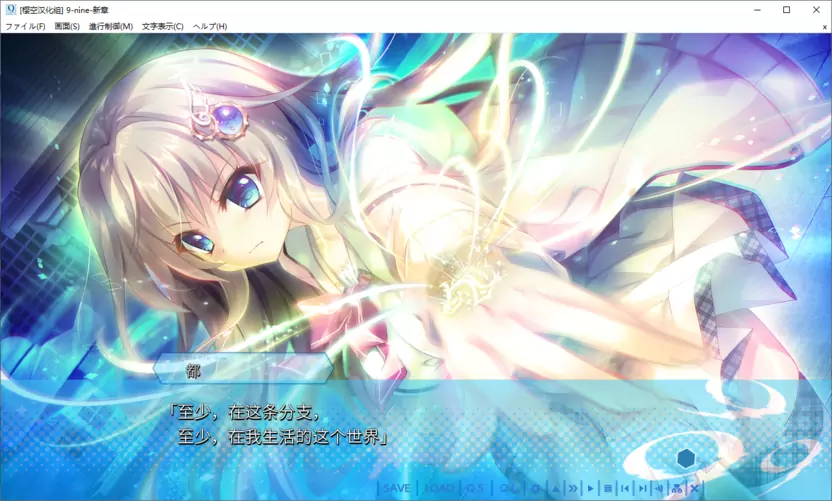 [樱空汉化组] 9-nine-新章
ファイル(F) 画面(S) 進行制御(M) 文字表示(C) ヘルプ(H)
都
「至少，在这条分支，
至少，在我生活的这个世界」
SAVE LOAD Q.S Q.L